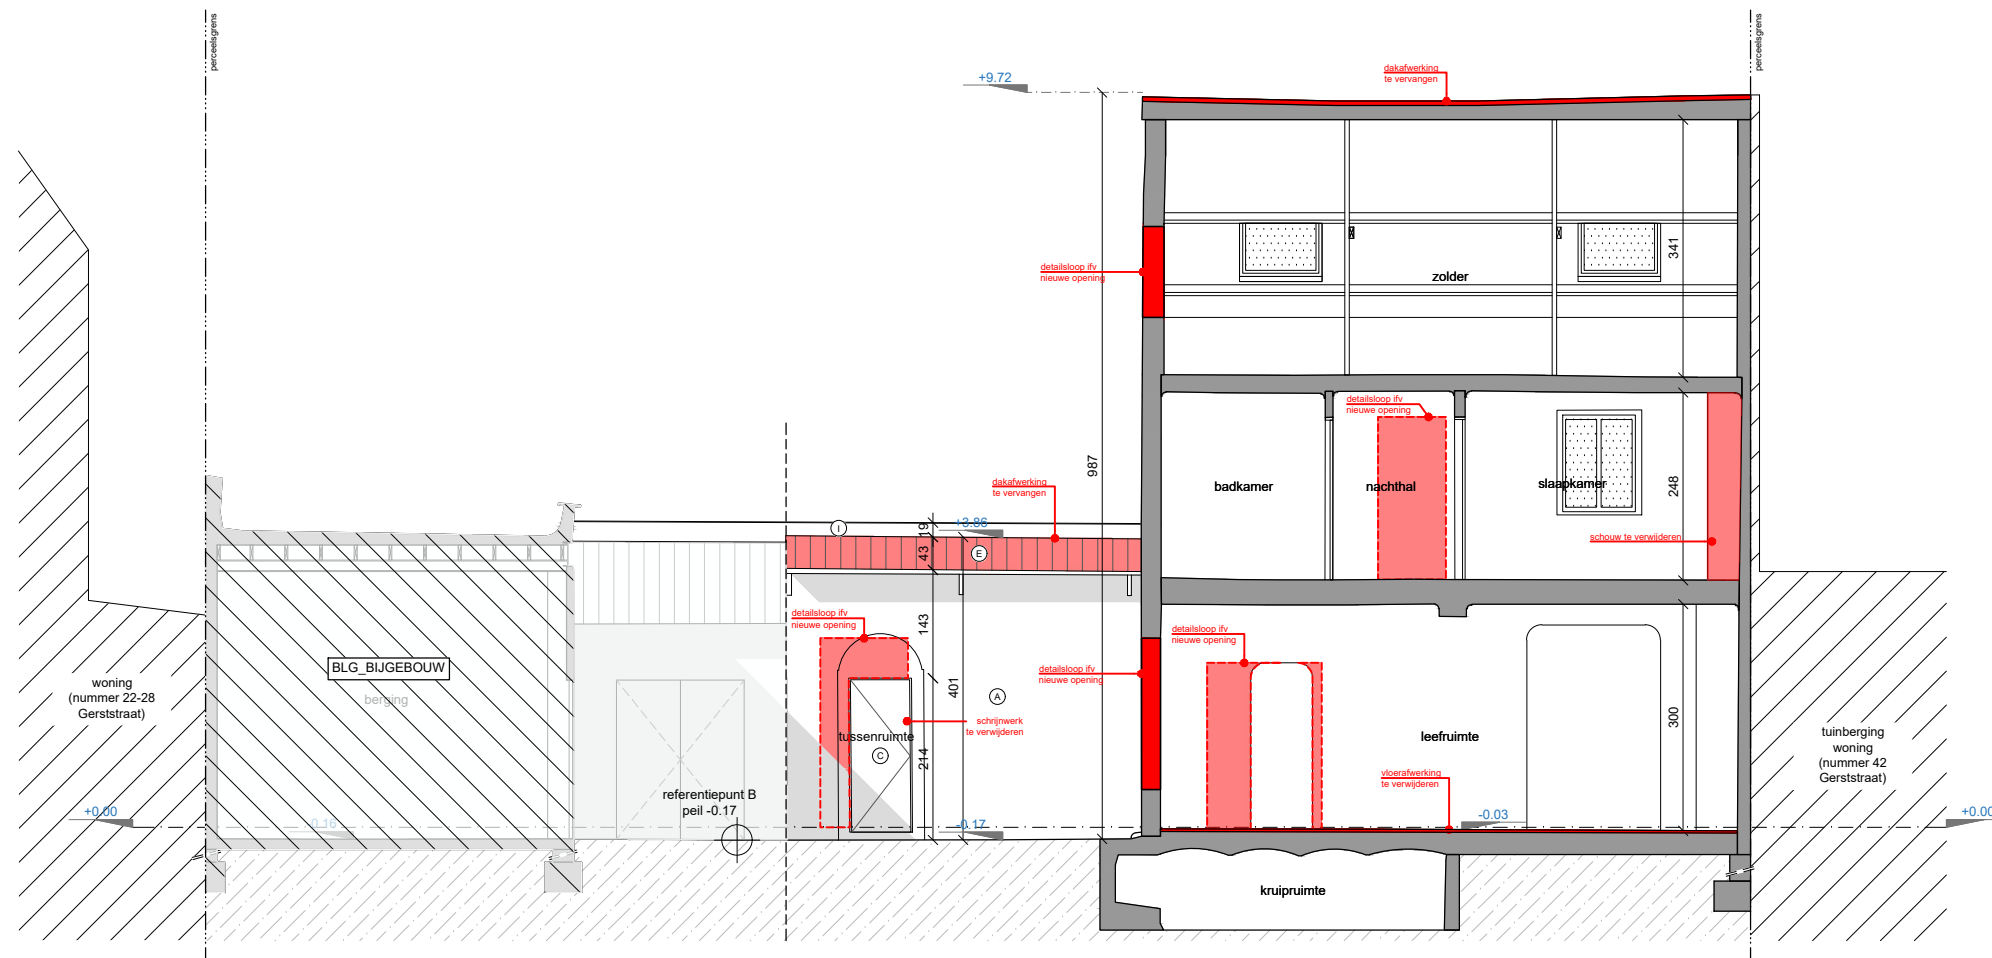 perceelsgrens
perceelsgrens
+9.72
dakafwerking
te vervangen
341
zolder
detailsloop ifv
nieuwe opening
987
detailsloop ifv
nieuwe opening
badkamer
nachthal
slaapkamer
248
schouw te verwijderen
dakafwerking
te vervangen
I
19
+3.86
43
E
detailsloop ifv
nieuwe opening
143
detailsloop ifv
nieuwe opening
detailsloop ifv
nieuwe opening
BLG_BIJGEBOUW
berging
woning
(nummer 22-28
Gerststraat)
401
A
schrijnwerk
te verwijderen
tussenruimte
C
214
300
leefruimte
tuinberging
woning
(nummer 42
Gerststraat)
vloerafwerking
te verwijderen
referentiepunt B
peil -0.17
+0.00
-0.16
-0.17
-0.03
+0.00
kruipruimte